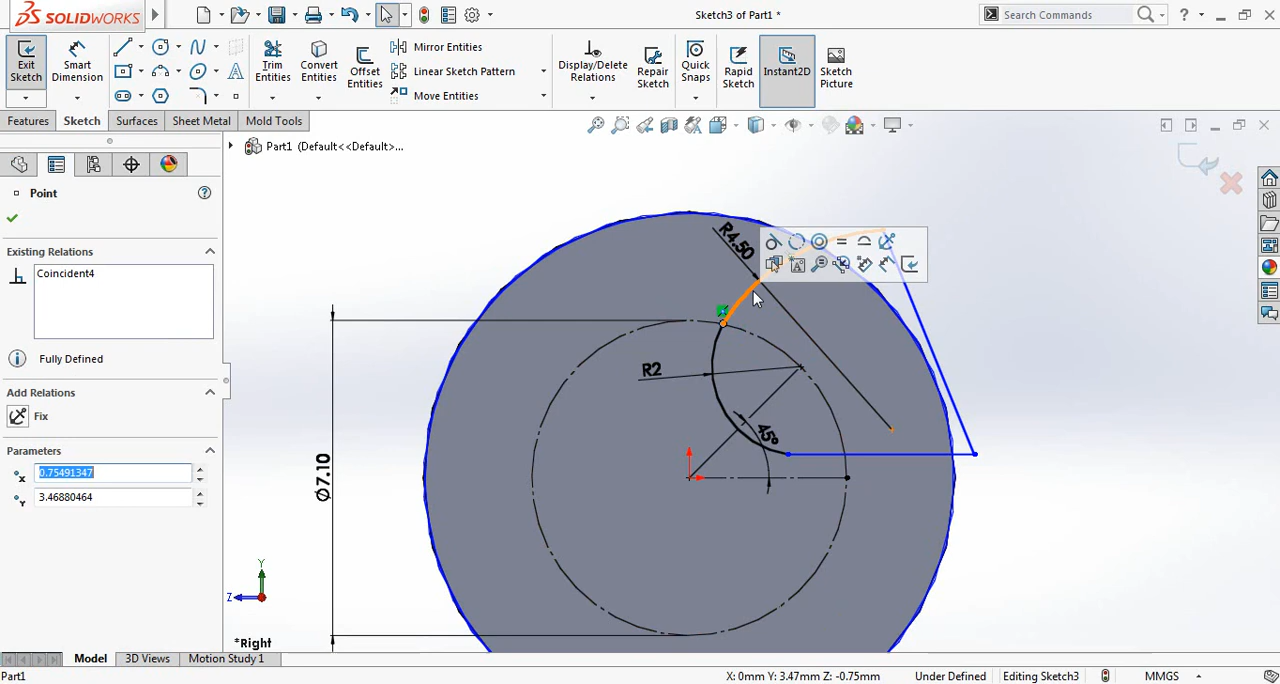 SOLIDWORKS
Sketch3 of Part1 *
Search Commands
?
Exit Sketch
Smart Dimension
Trim Entities
Convert Entities
Offset Entities
Mirror Entities
Linear Sketch Pattern
Move Entities
Display/Delete Relations
Repair Sketch
Quick Snaps
Rapid Sketch
Instant2D
Sketch Picture
Features
Sketch
Surfaces
Sheet Metal
Mold Tools
Part1 (Default<<Default>...
Point
Existing Relations
Coincident4
Fully Defined
Add Relations
Fix
Parameters
x
0.75491347
Y
3.46880464
R4.50
R2
45°
Ø7.10
Y
Z
*Right
Model
3D Views
Motion Study 1
Part1
X: 0mm Y: 3.47mm Z: -0.75mm
Under Defined
Editing Sketch3
MMGS